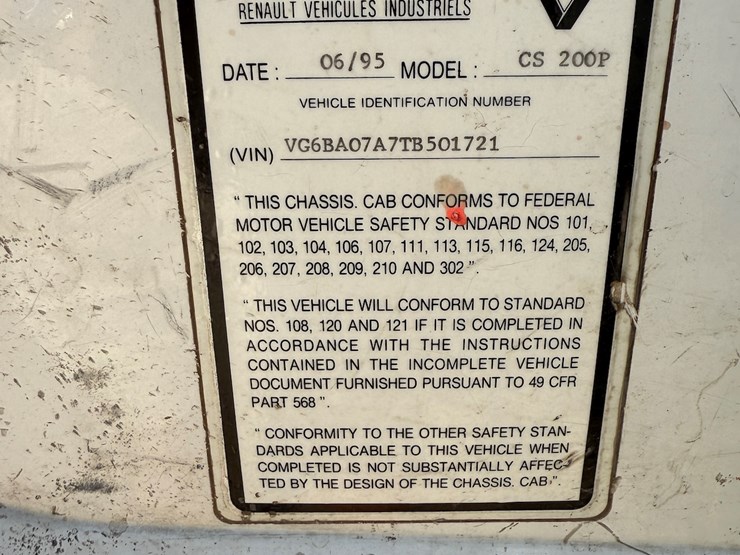 RENAULT VEHICULES INDUSTRIELS
DATE : 06/95 MODEL : CS 200P
VEHICLE IDENTIFICATION NUMBER
(VIN) VG6BA07A7TB501721
" THIS CHASSIS. CAB CONFORMS TO FEDERAL
MOTOR VEHICLE SAFETY STANDARD NOS 101,
102, 103, 104, 106, 107, 111, 113, 115, 116, 124, 205,
206, 207, 208, 209, 210 AND 302 ".
" THIS VEHICLE WILL CONFORM TO STANDARD
NOS. 108, 120 AND 121 IF IT IS COMPLETED IN
ACCORDANCE WITH THE INSTRUCTIONS
CONTAINED IN THE INCOMPLETE VEHICLE
DOCUMENT FURNISHED PURSUANT TO 49 CFR
PART 568 ".
" CONFORMITY TO THE OTHER SAFETY STAN-
DARDS APPLICABLE TO THIS VEHICLE WHEN
COMPLETED IS NOT SUBSTANTIALLY AFFEC-
TED BY THE DESIGN OF THE CHASSIS. CAB ".